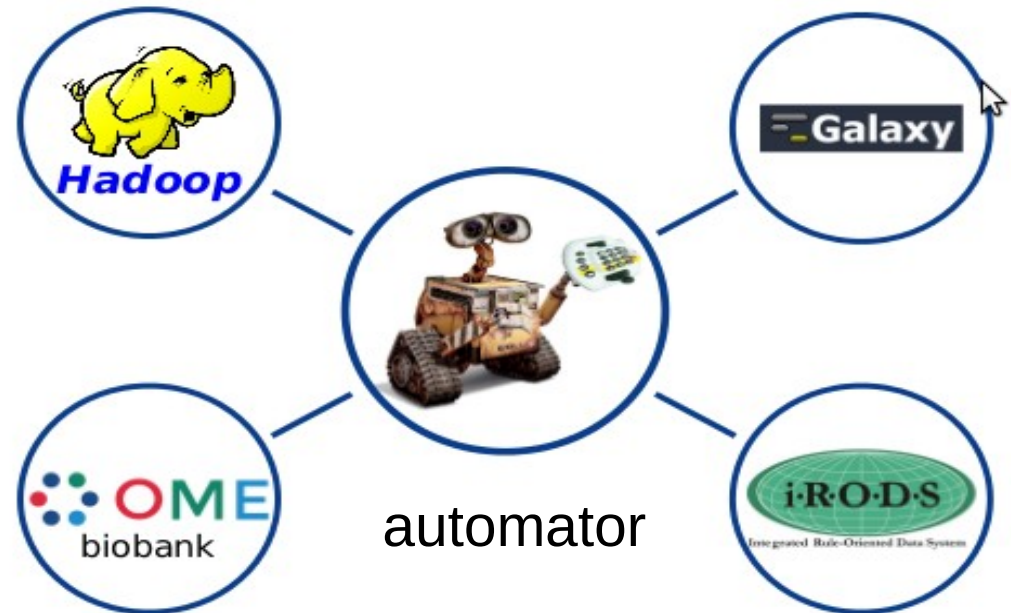 Hadoop
Galaxy
OME
biobank
automator
i·R·O·D·S
Integrated Rule-Oriented Data System